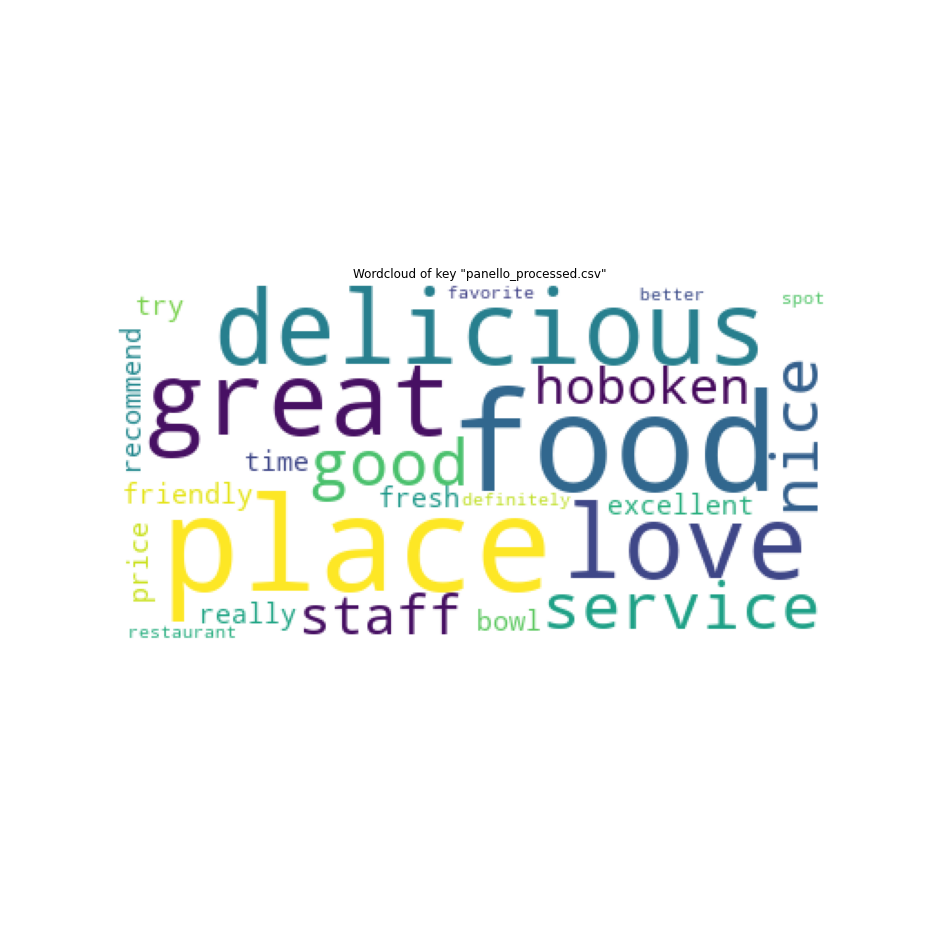 Wordcloud of key "panello_processed.csv"
try
favorite
better
spot
delicious
recommend
great
hoboken
nice
food
time
good
friendly
fresh
definitely
excellent
place
love
price
really
staff
bowl
service
restaurant